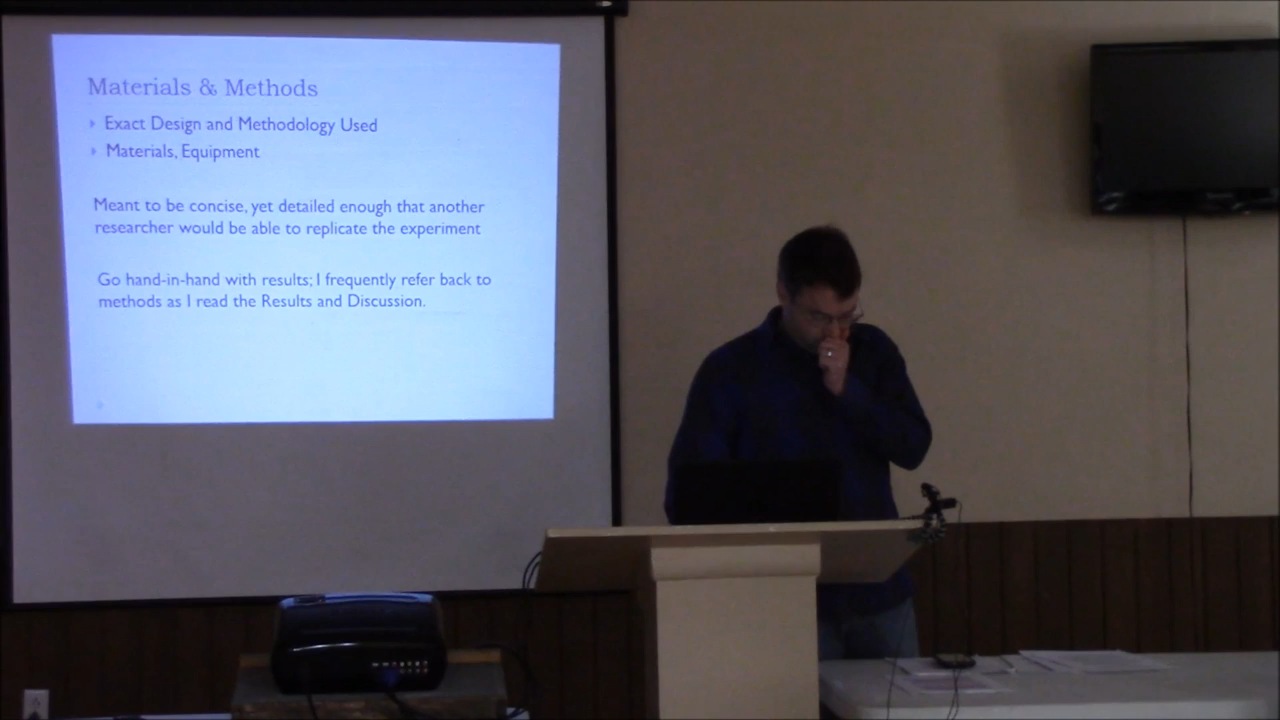 Materials & Methods
Exact Design and Methodology Used
Materials, Equipment
Meant to be concise, yet detailed enough that another
researcher would be able to replicate the experiment
Go hand-in-hand with results; I frequently refer back to
methods as I read the Results and Discussion.